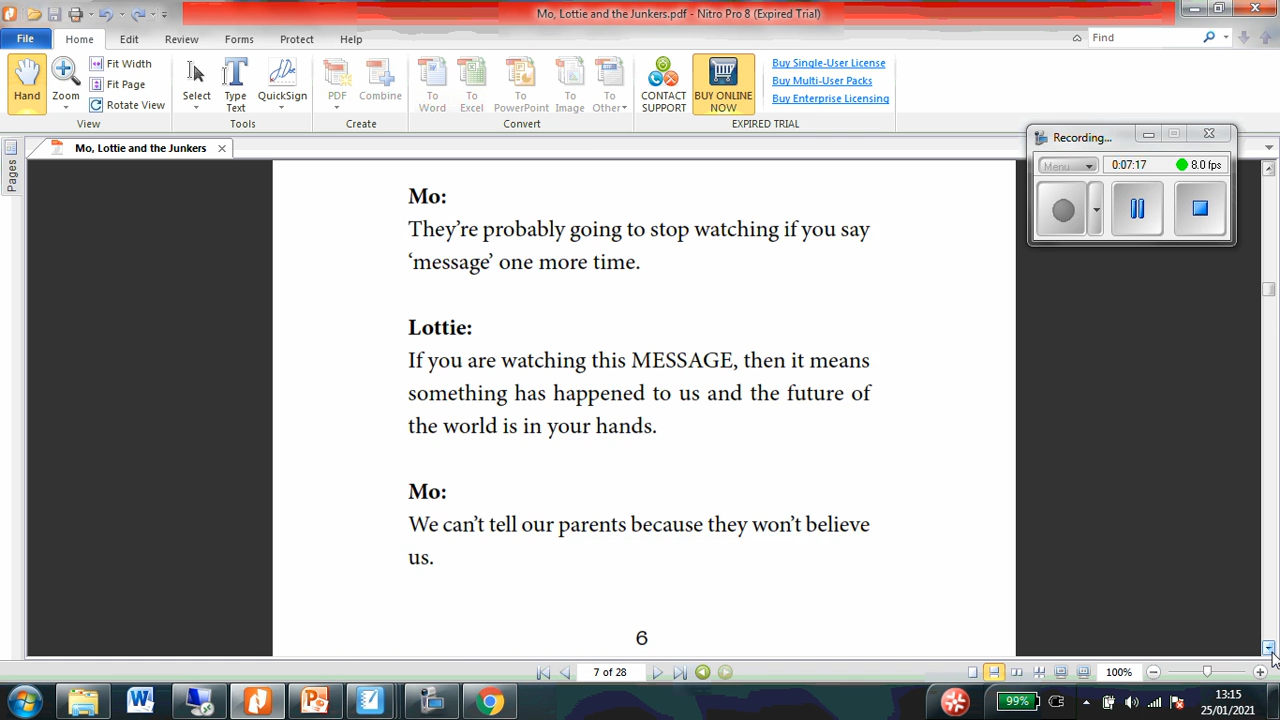 Mo, Lottie and the Junkers.pdf - Nitro Pro 8 (Expired Trial)
File Home Edit Review Forms Protect Help Find
Hand Zoom Fit Width Fit Page Rotate View
View
Select Type Text QuickSign
Tools
PDF Combine
Create
To Word To Excel To PowerPoint To Image To Other
Convert
CONTACT SUPPORT BUY ONLINE NOW
Buy Single-User License
Buy Multi-User Packs
Buy Enterprise Licensing
EXPIRED TRIAL
Mo, Lottie and the Junkers
Pages
Recording...
Menu 0:07:17 8.0 fps
Mo:
They’re probably going to stop watching if you say
‘message’ one more time.
Lottie:
If you are watching this MESSAGE, then it means
something has happened to us and the future of
the world is in your hands.
Mo:
We can’t tell our parents because they won’t believe
us.
6
7 of 28 100%
99% 13:15
25/01/2021